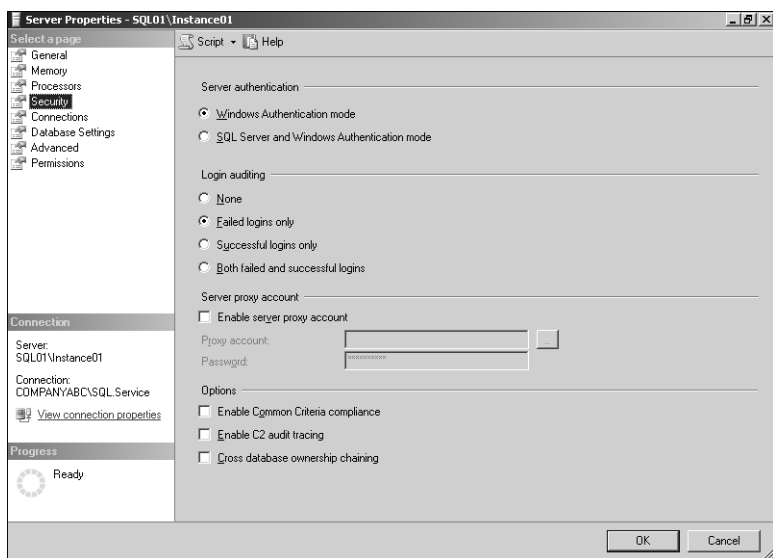 Server Properties - SQL01\Instance01
Select a page
General
Memory
Processors
Security
Connections
Database Settings
Advanced
Permissions
Script
Help
Server authentication
Windows Authentication mode
SQL Server and Windows Authentication mode
Login auditing
None
Failed logins only
Successful logins only
Both failed and successful logins
Server proxy account
Enable server proxy account
Proxy account:
...
Password:
**********
Options
Enable Common Criteria compliance
Enable C2 audit tracing
Cross database ownership chaining
Connection
Server:
SQL01\Instance01
Connection:
COMPANYABC\SQL.Service
View connection properties
Progress
Ready
OK
Cancel